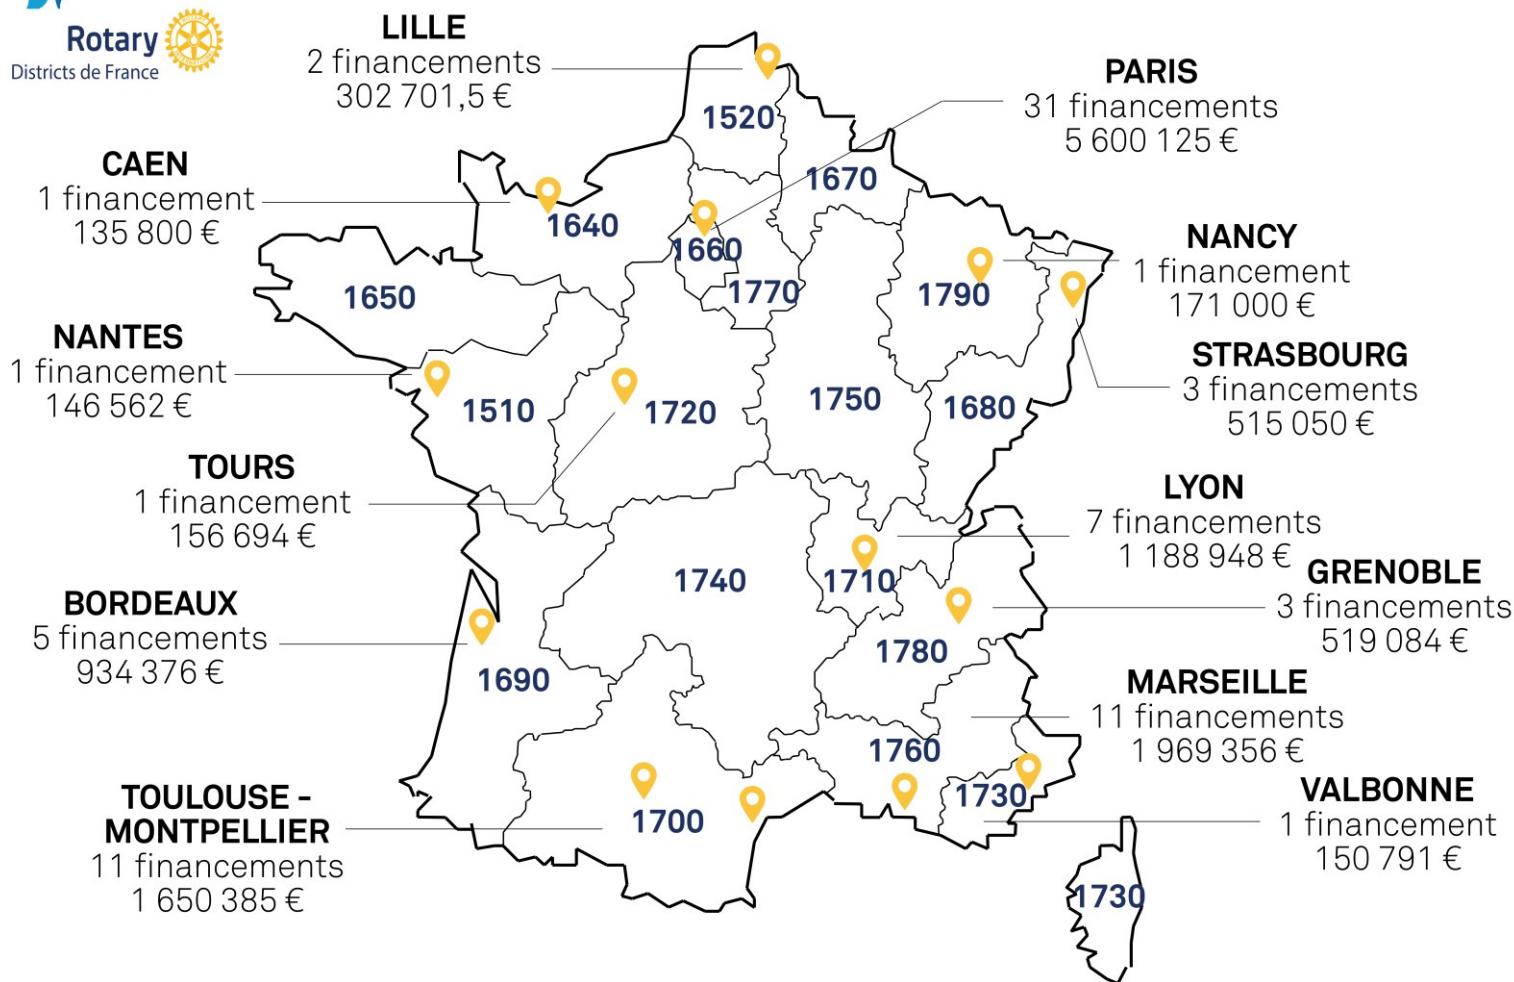 Rotary
Districts de France
LILLE
2 financements
302 701,5 €
PARIS
31 financements
5 600 125 €
CAEN
1 financement
135 800 €
NANCY
1 financement
171 000 €
NANTES
1 financement
146 562 €
STRASBOURG
3 financements
515 050 €
TOURS
1 financement
156 694 €
LYON
7 financements
1 188 948 €
GRENOBLE
3 financements
519 084 €
BORDEAUX
5 financements
934 376 €
MARSEILLE
11 financements
1 969 356 €
TOULOUSE -
MONTPELLIER
11 financements
1 650 385 €
VALBONNE
1 financement
150 791 €
1520
1670
1640
1660
1650
1770
1790
1510
1720
1750
1680
1740
1710
1780
1690
1760
1730
1700
1730